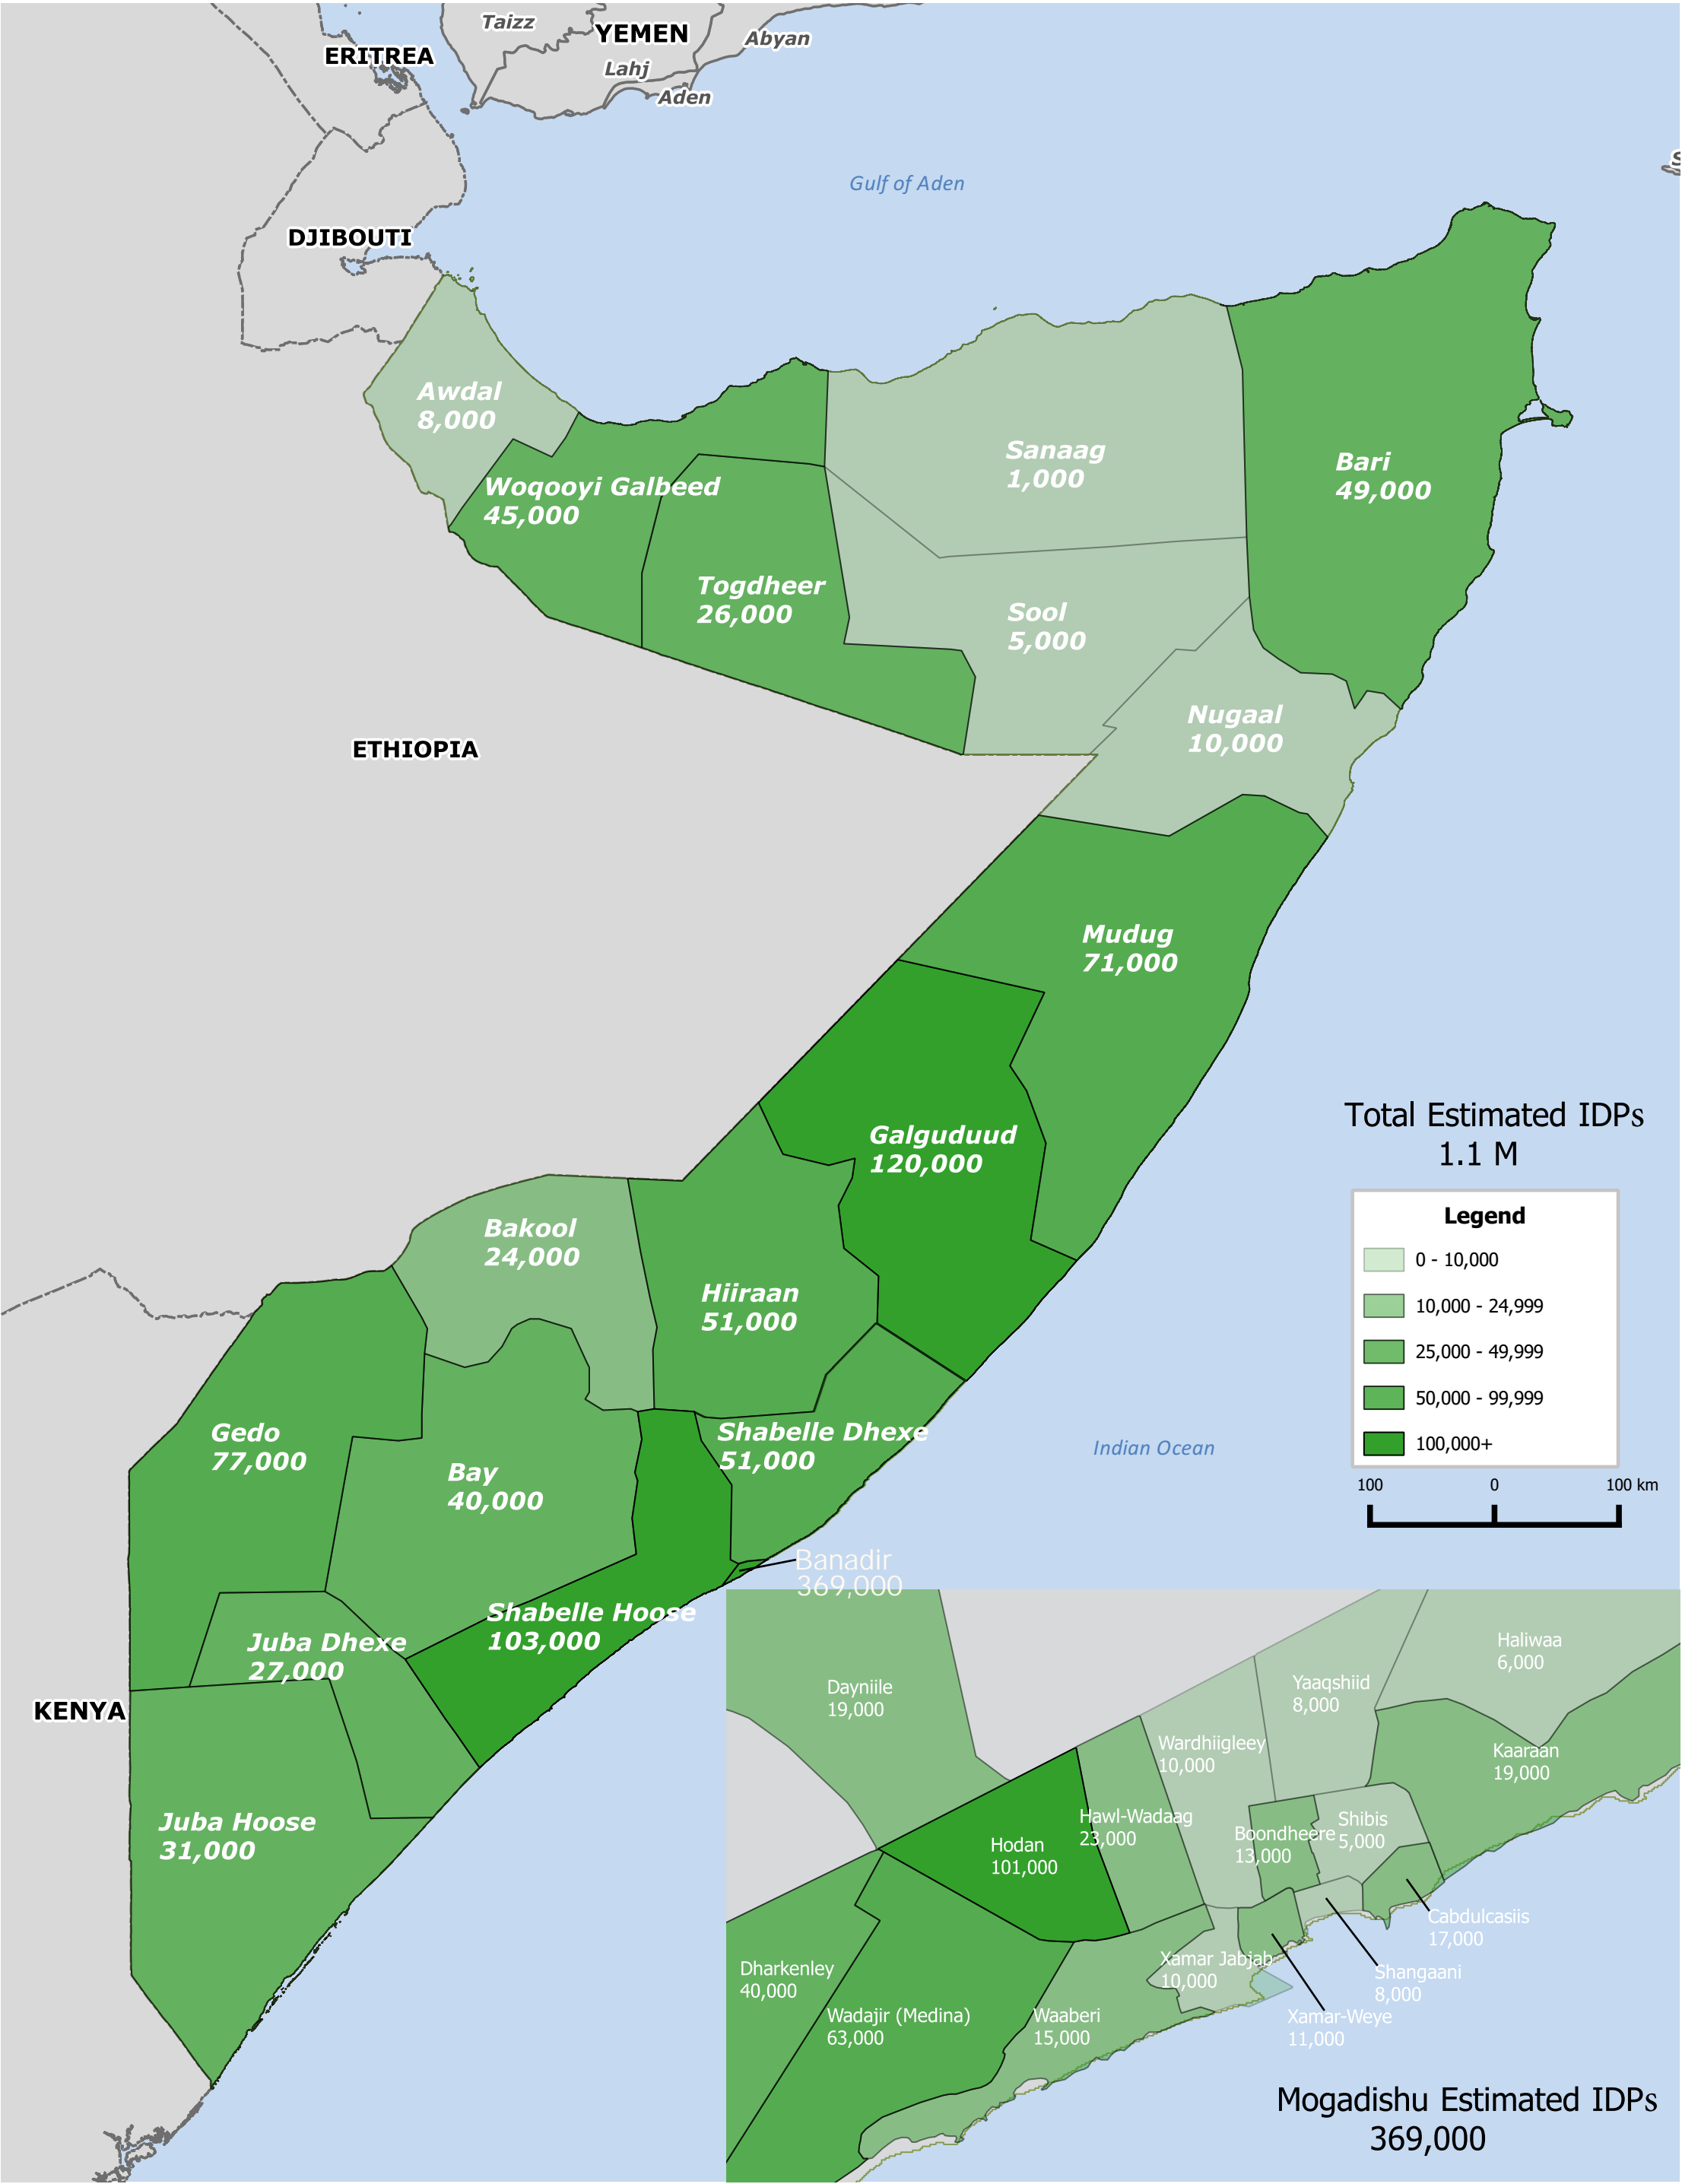 Taizz
YEMEN
Abyan
ERITREA
Lahj
Aden
S
Gulf of Aden
DJIBOUTI
Awdal
8,000
Sanaag
1,000
Bari
49,000
Woqooyi Galbeed
45,000
Togdheer
26,000
Sool
5,000
Nugaal
10,000
ETHIOPIA
Mudug
71,000
Galguduud
120,000
Total Estimated IDPs
1.1 M
Legend
0 - 10,000
10,000 - 24,999
25,000 - 49,999
50,000 - 99,999
100,000+
100 0 100 km
Bakool
24,000
Hiiraan
51,000
Gedo
77,000
Shabelle Dhexe
51,000
Indian Ocean
Bay
40,000
Banadir
369,000
Shabelle Hoose
103,000
Juba Dhexe
27,000
KENYA
Juba Hoose
31,000
Haliwaa
6,000
Dayniile
19,000
Yaaqshiid
8,000
Wardhiigleey
10,000
Kaaraan
19,000
Hawl-Wadaag
23,000
Shibis
5,000
Boondheere
13,000
Hodan
101,000
Cabdulcasiis
17,000
Xamar Jabjab
10,000
Dharkenley
40,000
Shangaani
8,000
Wadajir (Medina)
63,000
Waaberi
15,000
Xamar-Weye
11,000
Mogadishu Estimated IDPs
369,000